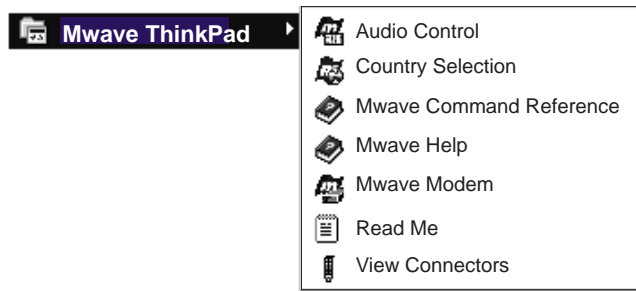 Mwave ThinkPad
Audio Control
Country Selection
Mwave Command Reference
Mwave Help
Mwave Modem
Read Me
View Connectors